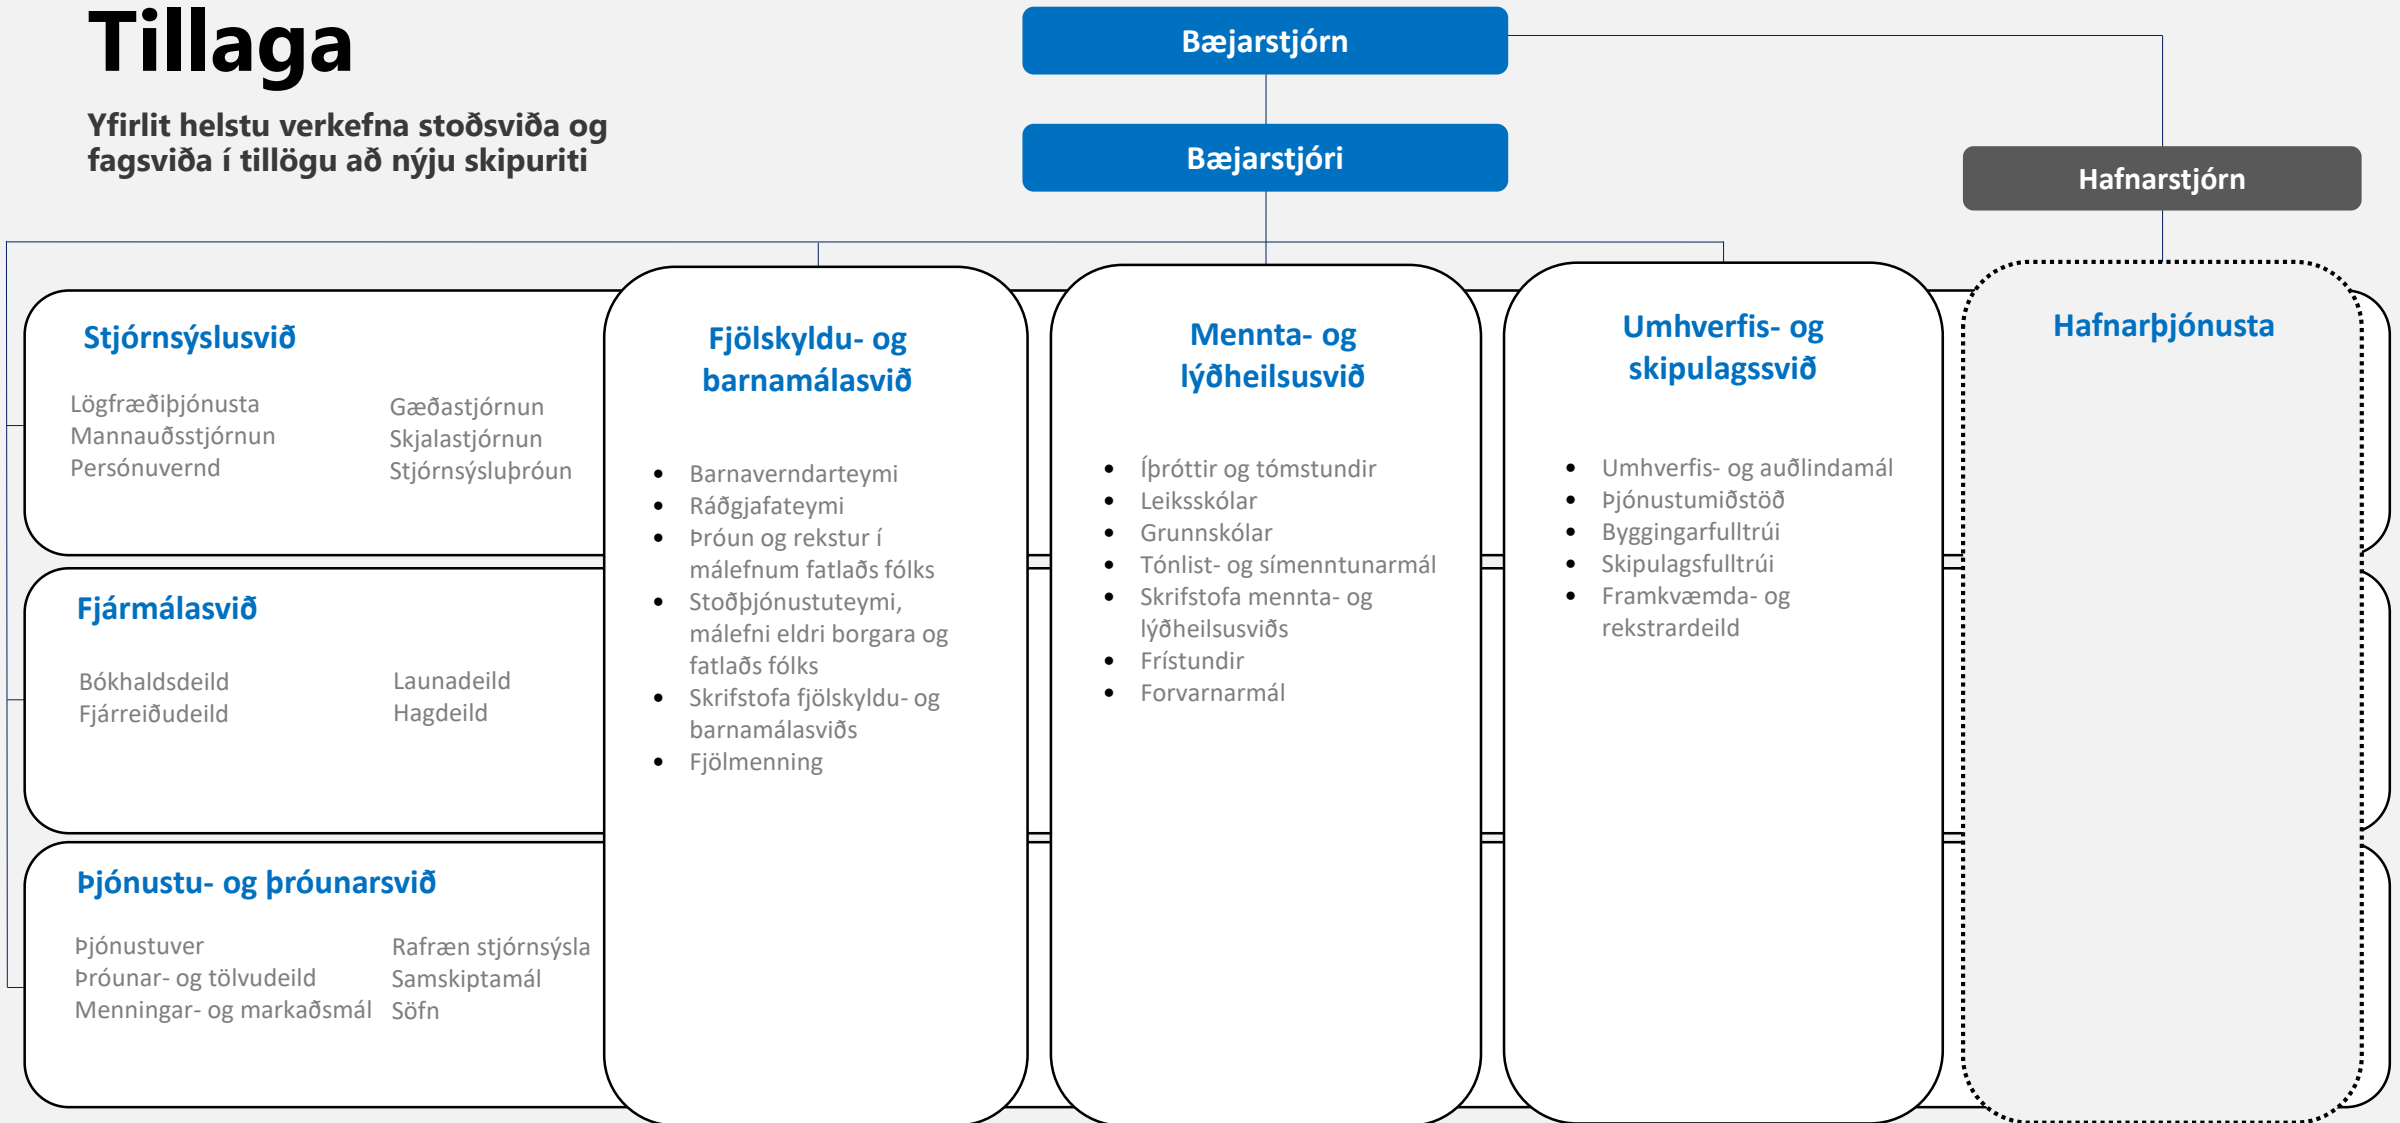 Tillaga
Yfirlit helstu verkefna stoðsviða og
fagsviða í tillögu að nýju skipuriti
Bæjarstjórn
Bæjarstjóri
Hafnarstjórn
Stjórnsýslusvið
Lögfræðiþjónusta
Mannauðsstjórnun
Persónuvernd
Gæðastjórnun
Skjalastjórnun
Stjórnsýsluþróun
Fjármálasvið
Bókhaldsdeild
Fjárreiðudeild
Launadeild
Hagdeild
Þjónustu- og þróunarsvið
Þjónustuver
Þróunar- og tölvudeild
Menningar- og markaðsmál
Rafræn stjórnsýsla
Samskiptamál
Söfn
Fjölskyldu- og
barnamálasvið
• Barnaverndarteymi
• Ráðgjafateymi
• Þróun og rekstur í
málefnum fatlaðs fólks
• Stoðþjónustuteymi,
málefni eldri borgara og
fatlaðs fólks
• Skrifstofa fjölskyldu- og
barnamálasviðs
• Fjölmenning
Mennta- og
lýðheilsusvið
• Íþróttir og tómstundir
• Leiksskólar
• Grunnskólar
• Tónlist- og símenntunarmál
• Skrifstofa mennta- og
lýðheilsusviðs
• Frístundir
• Forvarnarmál
Umhverfis- og
skipulagssvið
• Umhverfis- og auðlindamál
• Þjónustumiðstöð
• Byggingarfulltrúi
• Skipulagsfulltrúi
• Framkvæmda- og
rekstrardeild
Hafnarþjónusta